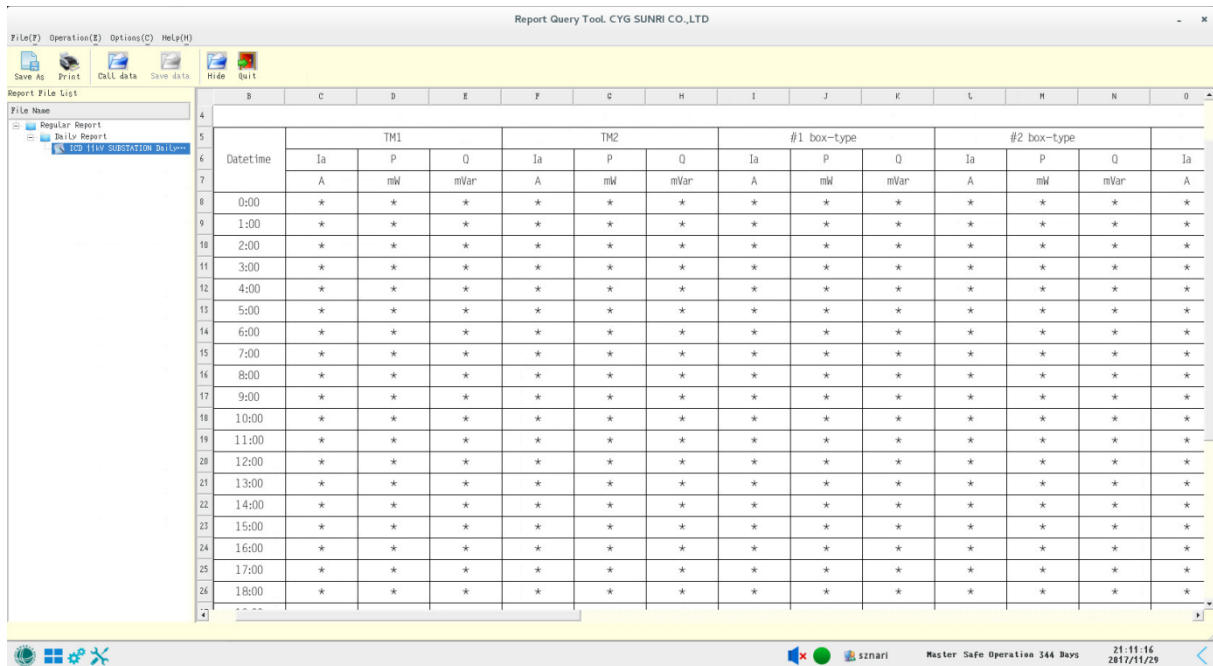 Report Query Tool. CYG SUNRI CO.,LTD
File(F) Operation(E) Options(C) Help(H)
Save As Print Call data Save data Hide Quit
Report File List
File Name
Regular Report
Daily Report
ICD 11kV SUBSTATION Daily...
B C D E F G H I J K L M N O
4
5 TM1 TM2 #1 box-type #2 box-type
6 Datetime Ia P Q Ia P Q Ia P Q Ia P Q Ia
7 A mW mVar A mW mVar A mW mVar A mW mVar A
8 0:00 * * * * * * * * * * * * *
9 1:00 * * * * * * * * * * * * *
10 2:00 * * * * * * * * * * * * *
11 3:00 * * * * * * * * * * * * *
12 4:00 * * * * * * * * * * * * *
13 5:00 * * * * * * * * * * * * *
14 6:00 * * * * * * * * * * * * *
15 7:00 * * * * * * * * * * * * *
16 8:00 * * * * * * * * * * * * *
17 9:00 * * * * * * * * * * * * *
18 10:00 * * * * * * * * * * * * *
19 11:00 * * * * * * * * * * * * *
20 12:00 * * * * * * * * * * * * *
21 13:00 * * * * * * * * * * * * *
22 14:00 * * * * * * * * * * * * *
23 15:00 * * * * * * * * * * * * *
24 16:00 * * * * * * * * * * * * *
25 17:00 * * * * * * * * * * * * *
26 18:00 * * * * * * * * * * * * *
sznari Master Safe Operation 344 Days 21:11:16
2017/11/29